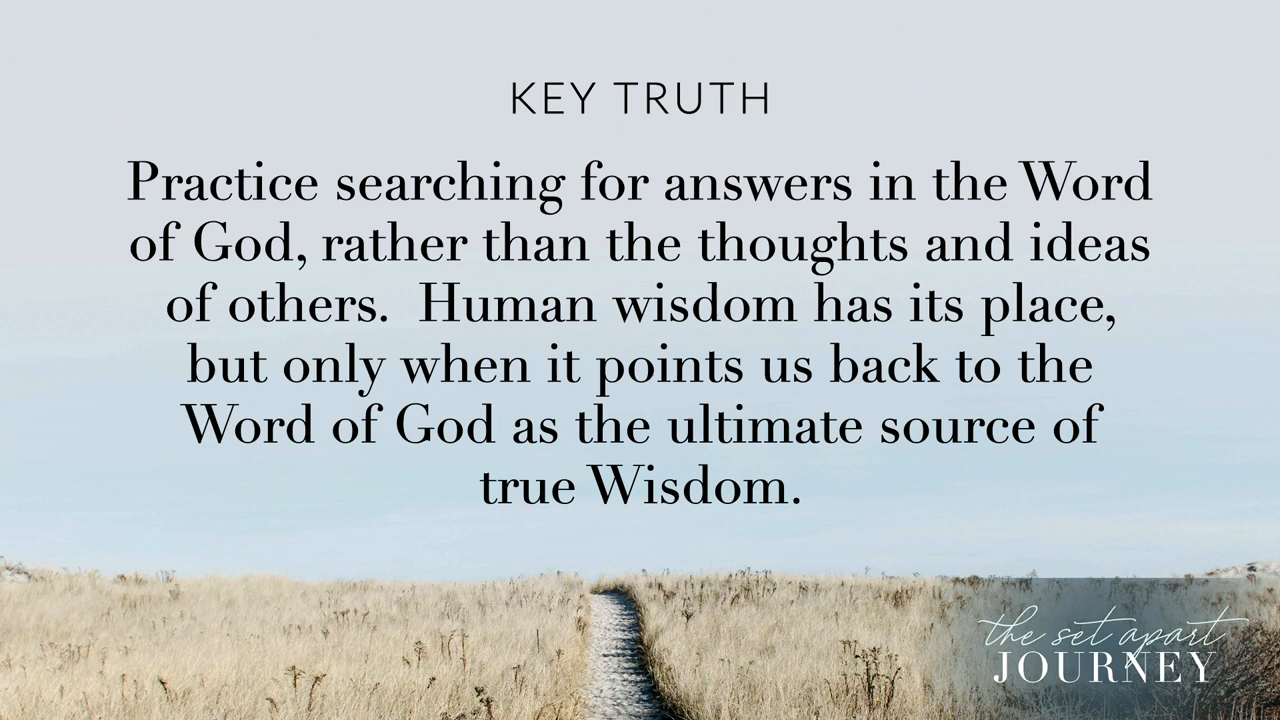 KEY TRUTH
Practice searching for answers in the Word
of God, rather than the thoughts and ideas
of others.  Human wisdom has its place,
but only when it points us back to the
Word of God as the ultimate source of
true Wisdom.
the set apart
JOURNEY